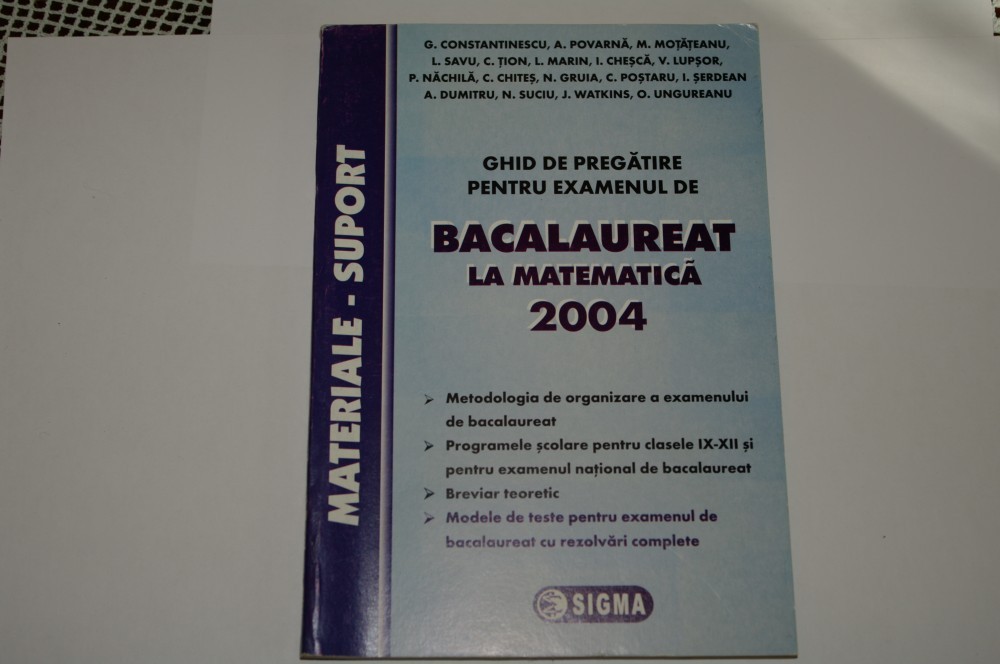 G. CONSTANTINESCU, A. POVARNĂ, M. MOȚĂȚEANU,
L. SAVU, C. ȚION, L. MARIN, I. CHEȘCĂ, V. LUPȘOR,
P. NĂCHILĂ, C. CHITEȘ, N. GRUIA, C. POȘTARU, I. ȘERDEAN
A. DUMITRU, N. SUCIU, J. WATKINS, O. UNGUREANU
GHID DE PREGĂTIRE
PENTRU EXAMENUL DE
BACALAUREAT
LA MATEMATICĂ
2004
MATERIALE - SUPORT
➢ Metodologia de organizare a examenului
de bacalaureat
➢ Programele școlare pentru clasele IX-XII și
pentru examenul național de bacalaureat
➢ Breviar teoretic
➢ Modele de teste pentru examenul de
bacalaureat cu rezolvări complete
SIGMA